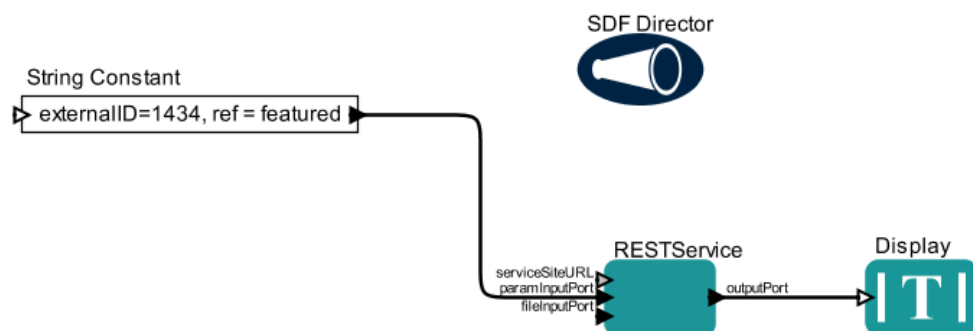 SDF Director
String Constant
externalID=1434, ref = featured
RESTService
Display
serviceSiteURL
paramInputPort
fileInputPort
outputPort
T